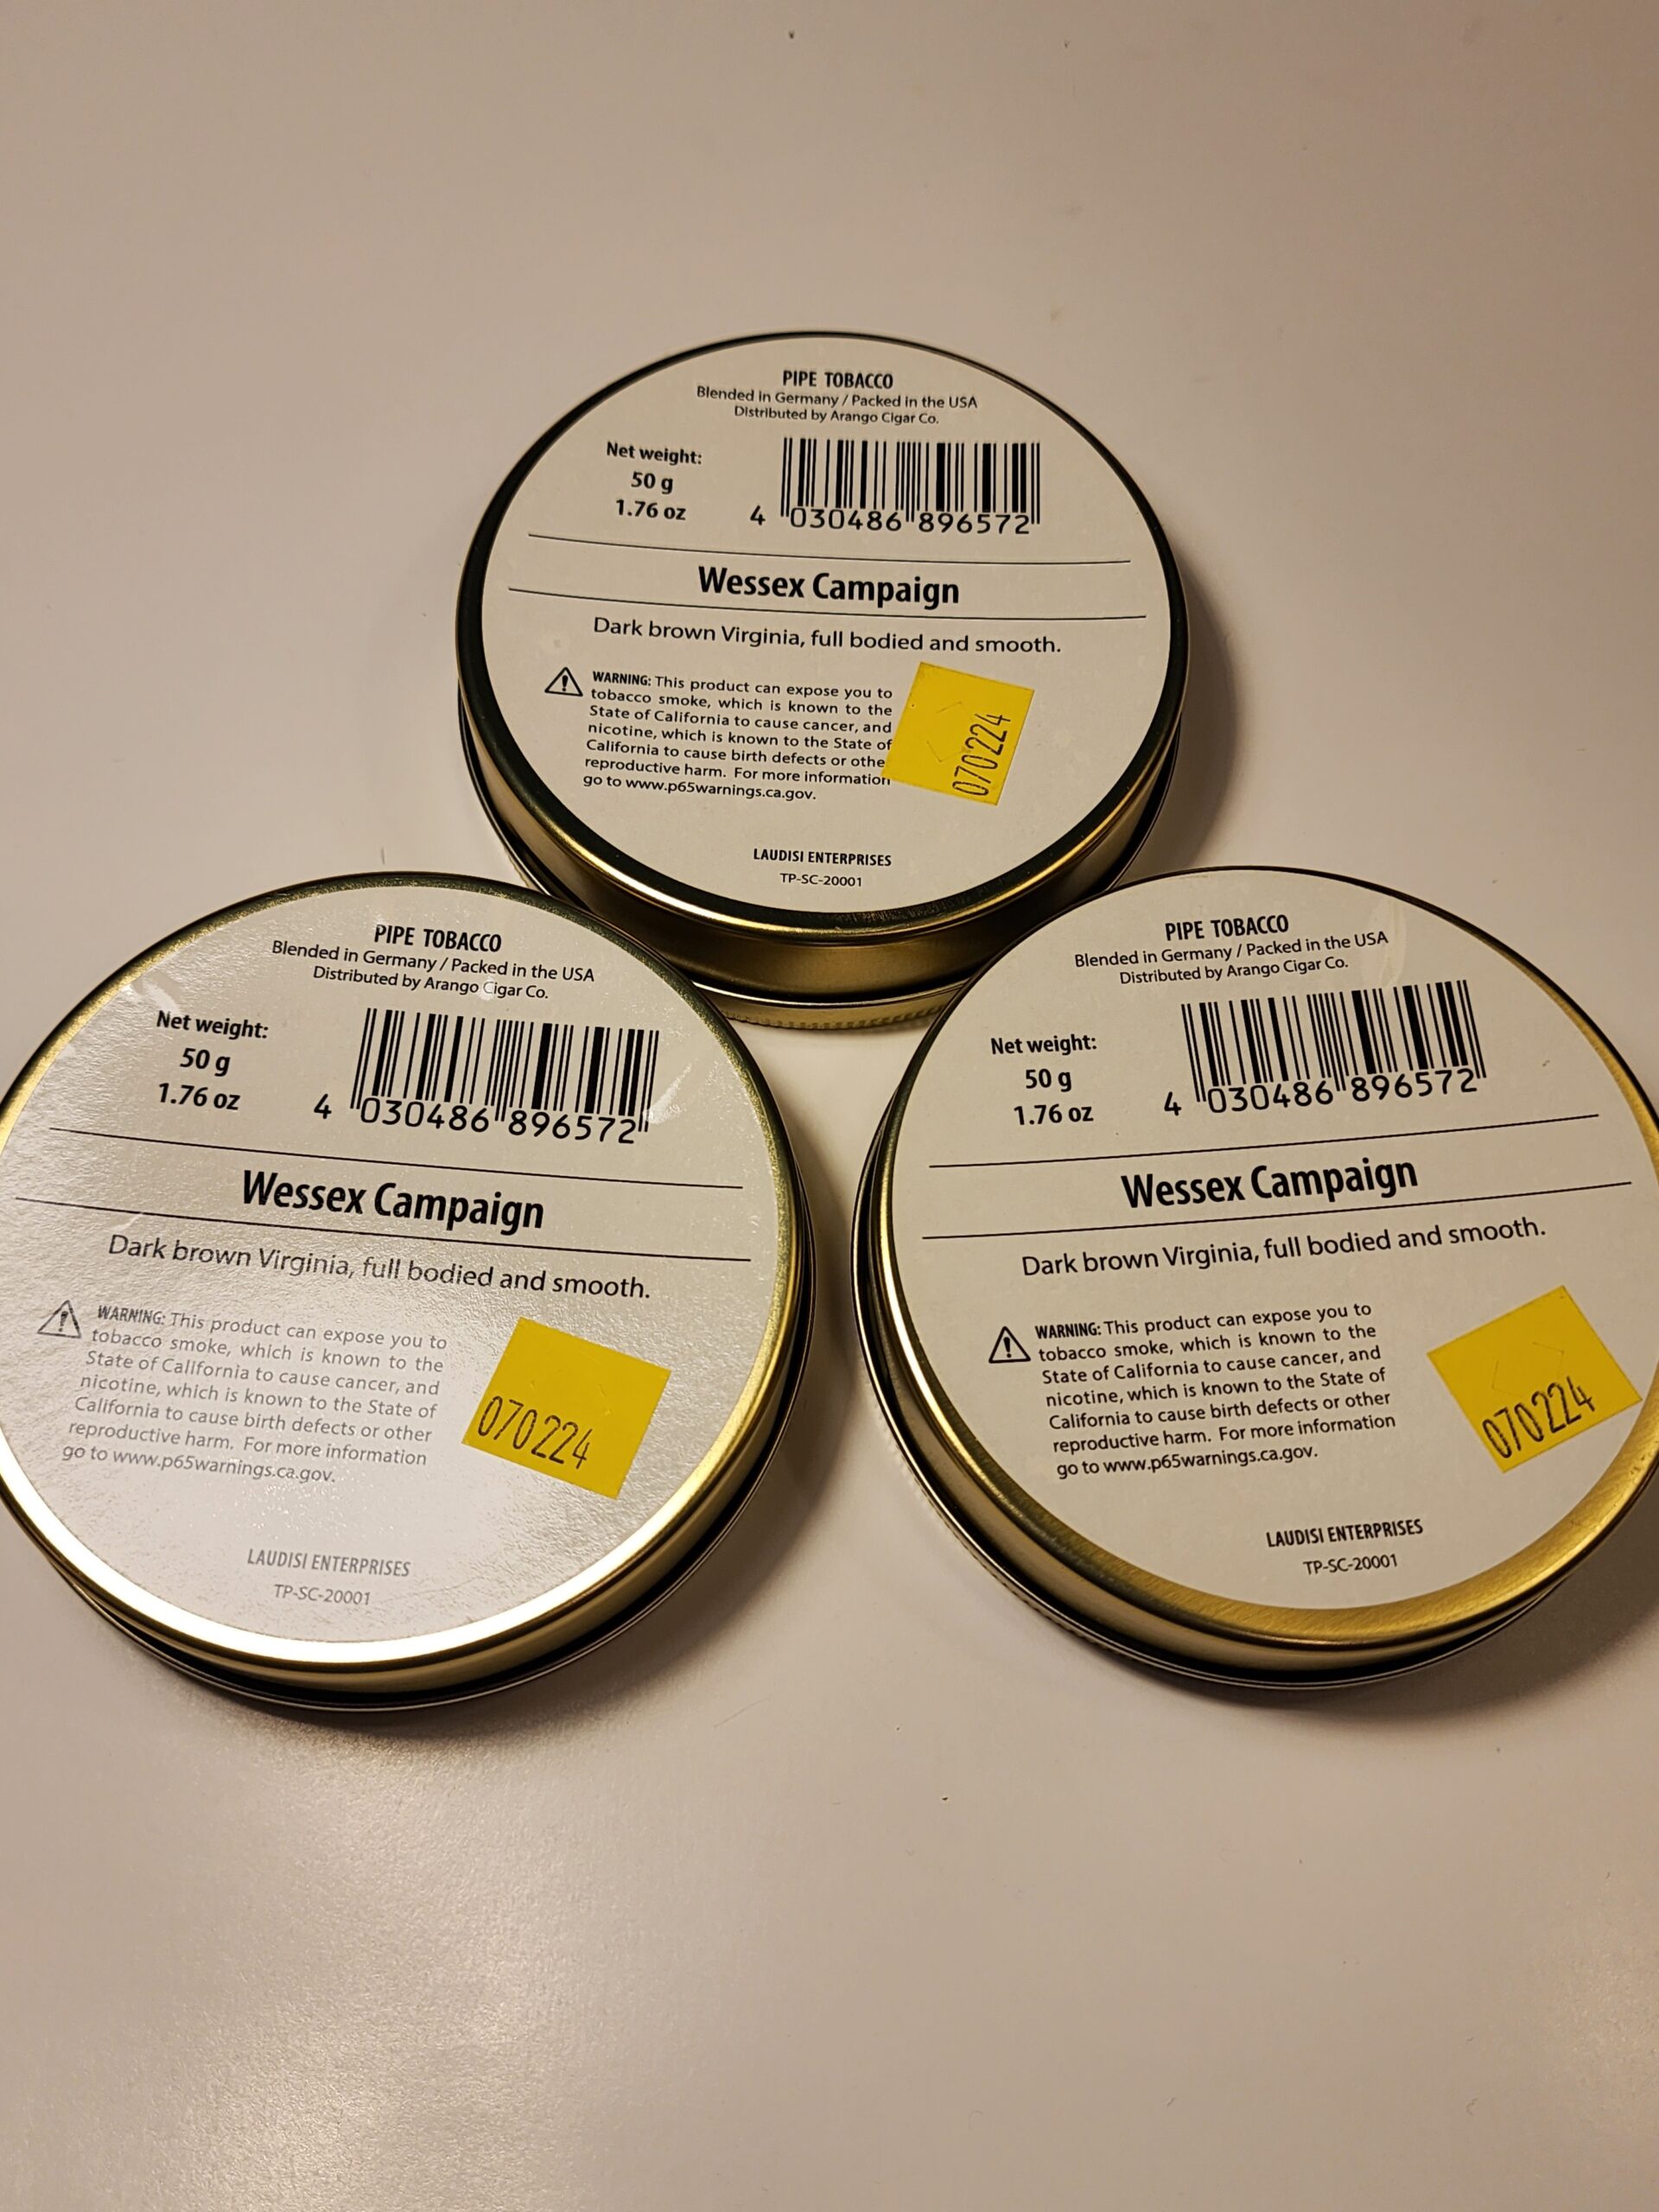 PIPE TOBACCO
Blended in Germany / Packed in the USA
Distributed by Arango Cigar Co.
Net weight:
50 g
1.76 oz
4 030486 896572
Wessex Campaign
Dark brown Virginia, full bodied and smooth.
WARNING: This product can expose you to
tobacco smoke, which is known to the
State of California to cause cancer, and
nicotine, which is known to the State of
California to cause birth defects or othe
reproductive harm. For more information
go to www.p65warnings.ca.gov.
070224
LAUDISI ENTERPRISES
TP-SC-20001
PIPE TOBACCO
Blended in Germany / Packed in the USA
Distributed by Arango Cigar Co.
Net weight:
50 g
1.76 oz
4 030486 896572
Wessex Campaign
Dark brown Virginia, full bodied and smooth.
WARNING: This product can expose you to
tobacco smoke, which is known to the
State of California to cause cancer, and
nicotine, which is known to the State of
California to cause birth defects or other
reproductive harm. For more information
go to www.p65warnings.ca.gov.
070224
LAUDISI ENTERPRISES
TP-SC-20001
PIPE TOBACCO
Blended in Germany / Packed in the USA
Distributed by Arango Cigar Co.
Net weight:
50 g
1.76 oz
4 030486 896572
Wessex Campaign
Dark brown Virginia, full bodied and smooth.
WARNING: This product can expose you to
tobacco smoke, which is known to the
State of California to cause cancer, and
nicotine, which is known to the State of
California to cause birth defects or other
reproductive harm. For more information
go to www.p65warnings.ca.gov.
070224
LAUDISI ENTERPRISES
TP-SC-20001